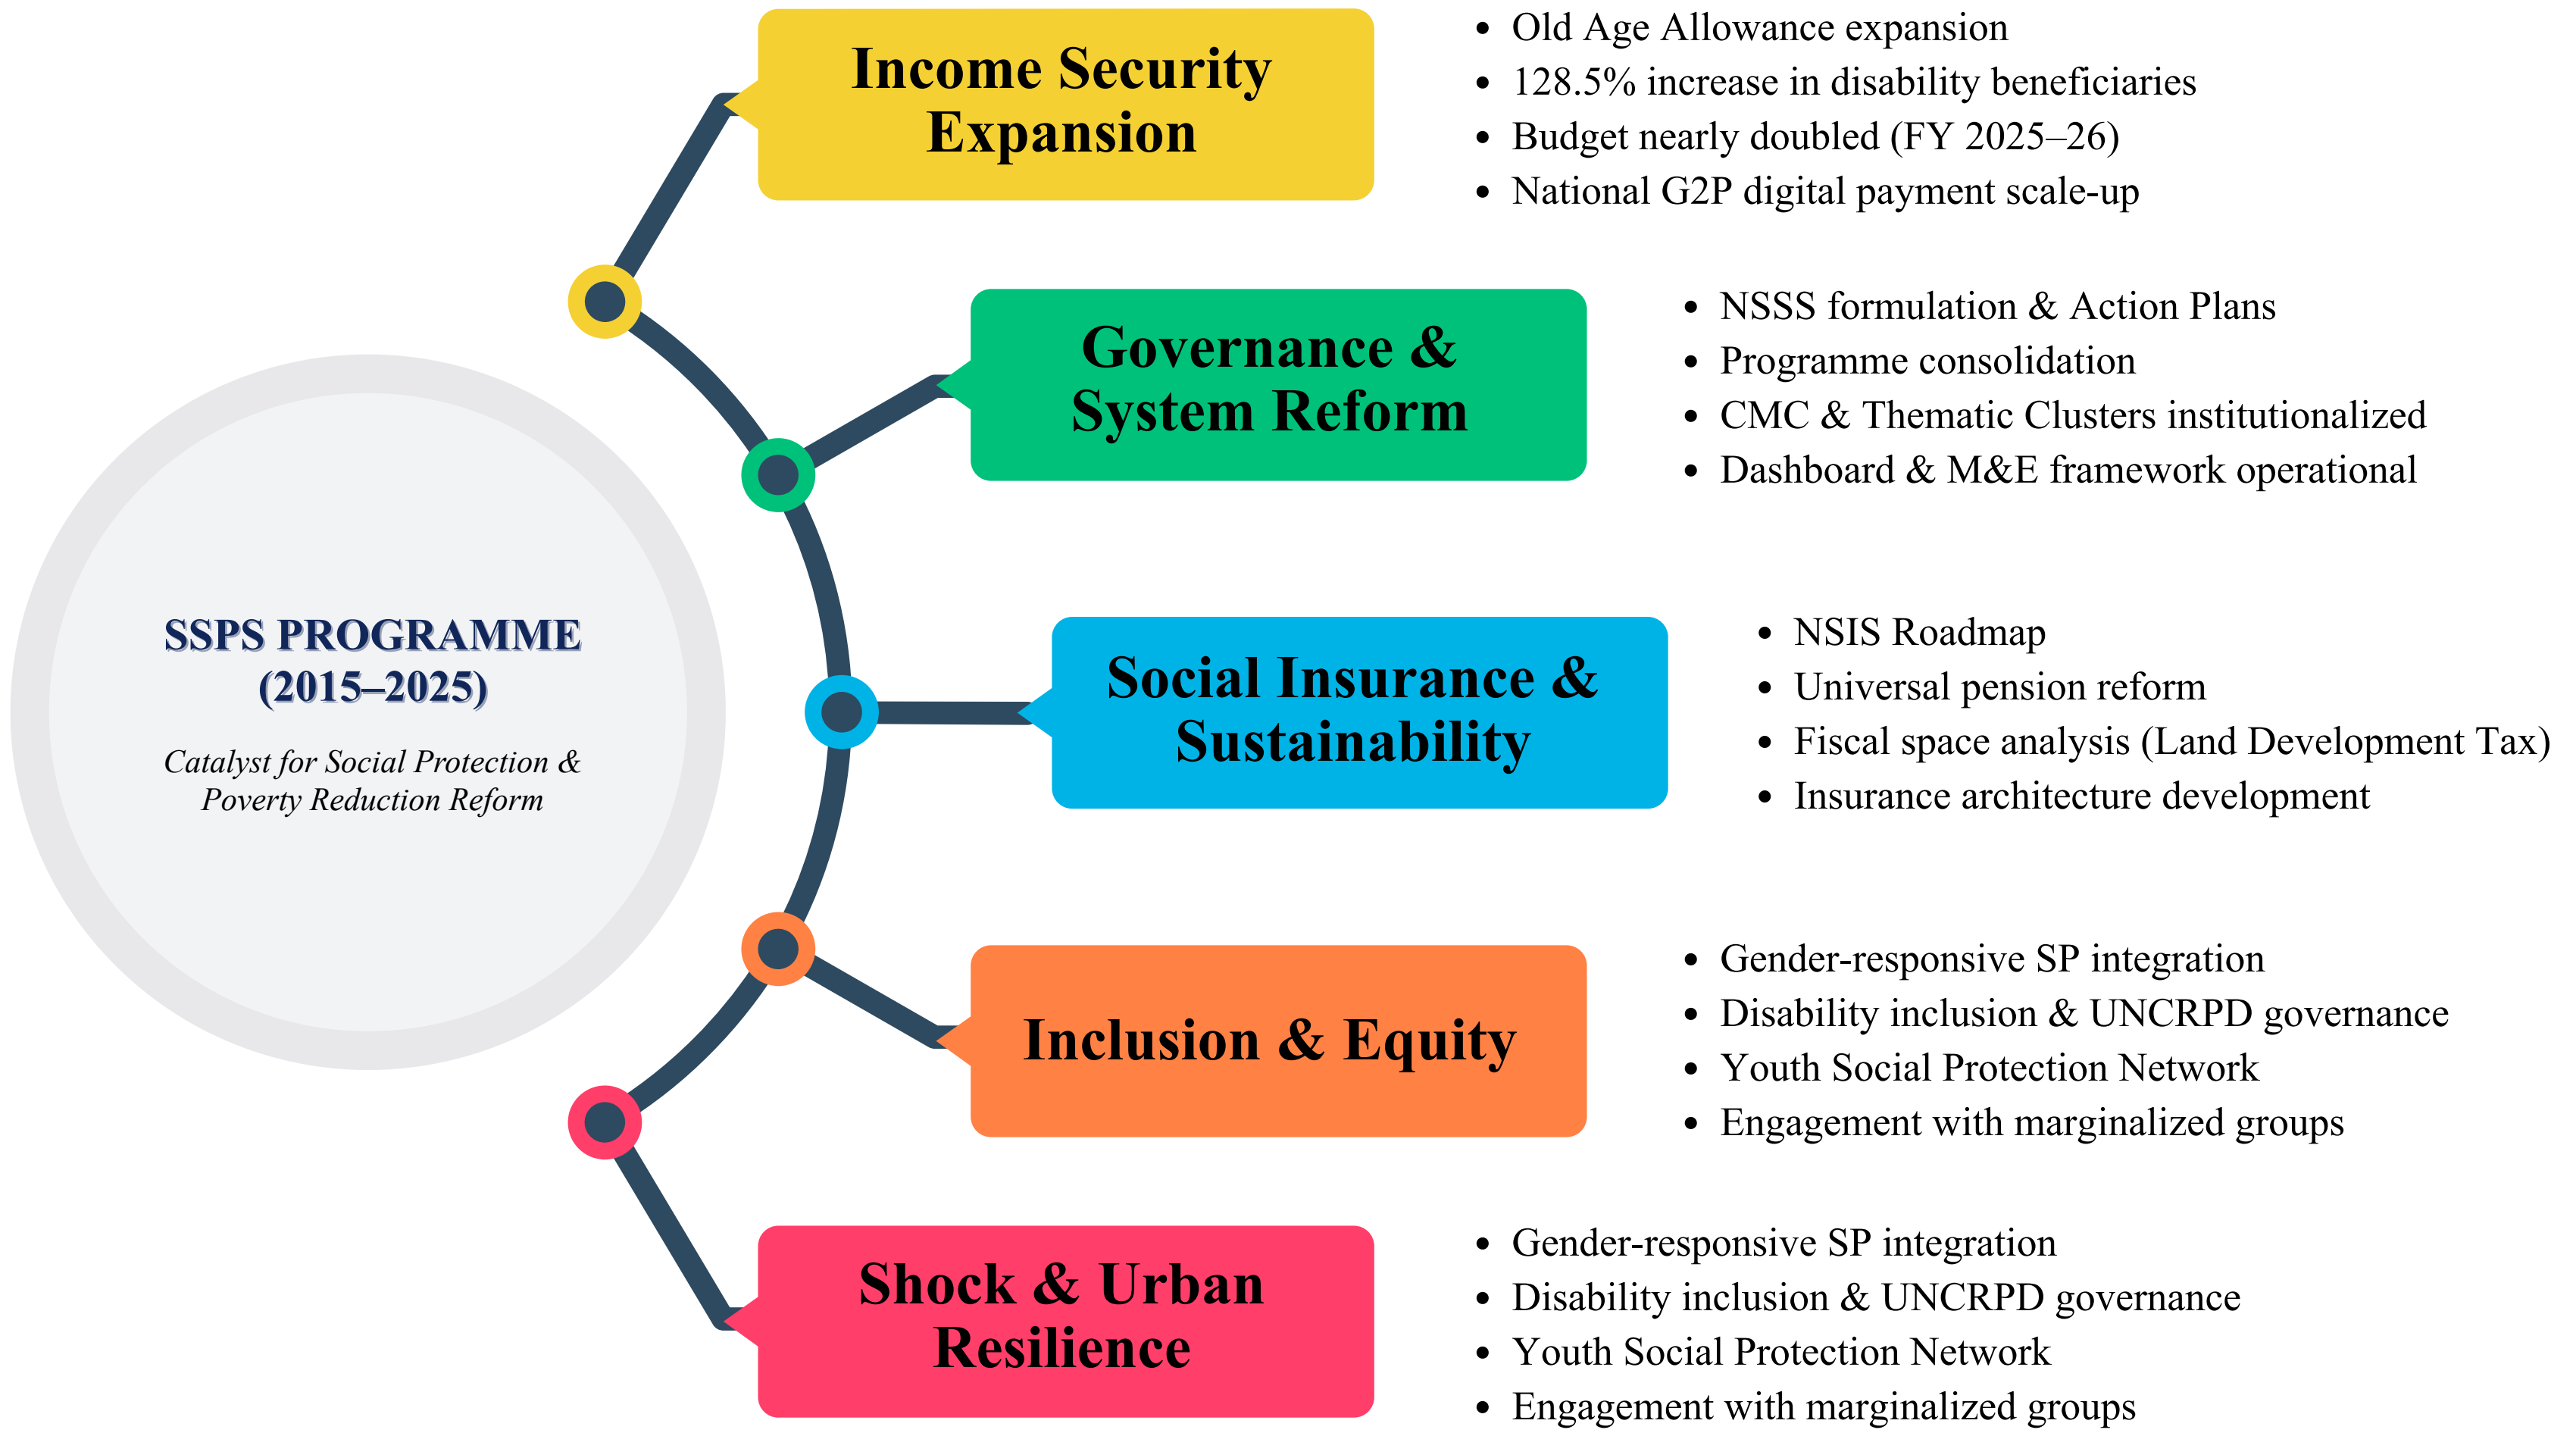 SSPS PROGRAMME
(2015–2025)
Catalyst for Social Protection &
Poverty Reduction Reform
Income Security
Expansion
• Old Age Allowance expansion
• 128.5% increase in disability beneficiaries
• Budget nearly doubled (FY 2025–26)
• National G2P digital payment scale-up
Governance &
System Reform
• NSSS formulation & Action Plans
• Programme consolidation
• CMC & Thematic Clusters institutionalized
• Dashboard & M&E framework operational
Social Insurance &
Sustainability
• NSIS Roadmap
• Universal pension reform
• Fiscal space analysis (Land Development Tax)
• Insurance architecture development
Inclusion & Equity
• Gender-responsive SP integration
• Disability inclusion & UNCRPD governance
• Youth Social Protection Network
• Engagement with marginalized groups
Shock & Urban
Resilience
• Gender-responsive SP integration
• Disability inclusion & UNCRPD governance
• Youth Social Protection Network
• Engagement with marginalized groups